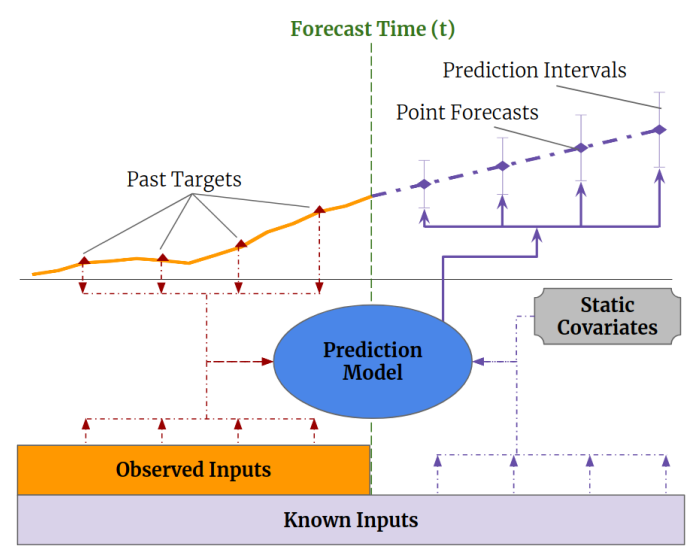 Forecast Time (t)
Prediction Intervals
Point Forecasts
Past Targets
Static
Covariates
Prediction
Model
Observed Inputs
Known Inputs